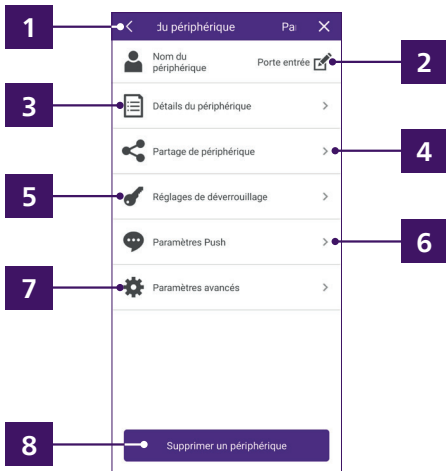 1
du périphérique Pa
2
Nom du
périphérique
Porte entrée
3
Détails du périphérique
4
Partage de périphérique
5
Réglages de déverrouillage
6
Paramètres Push
7
Paramètres avancés
8
Supprimer un périphérique